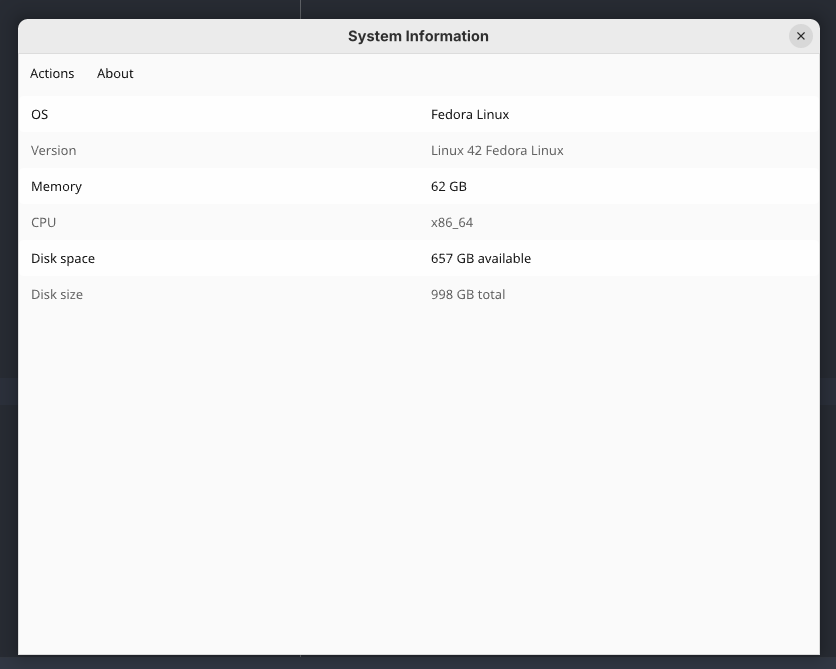 System Information
Actions About
OS Fedora Linux
Version Linux 42 Fedora Linux
Memory 62 GB
CPU x86_64
Disk space 657 GB available
Disk size 998 GB total